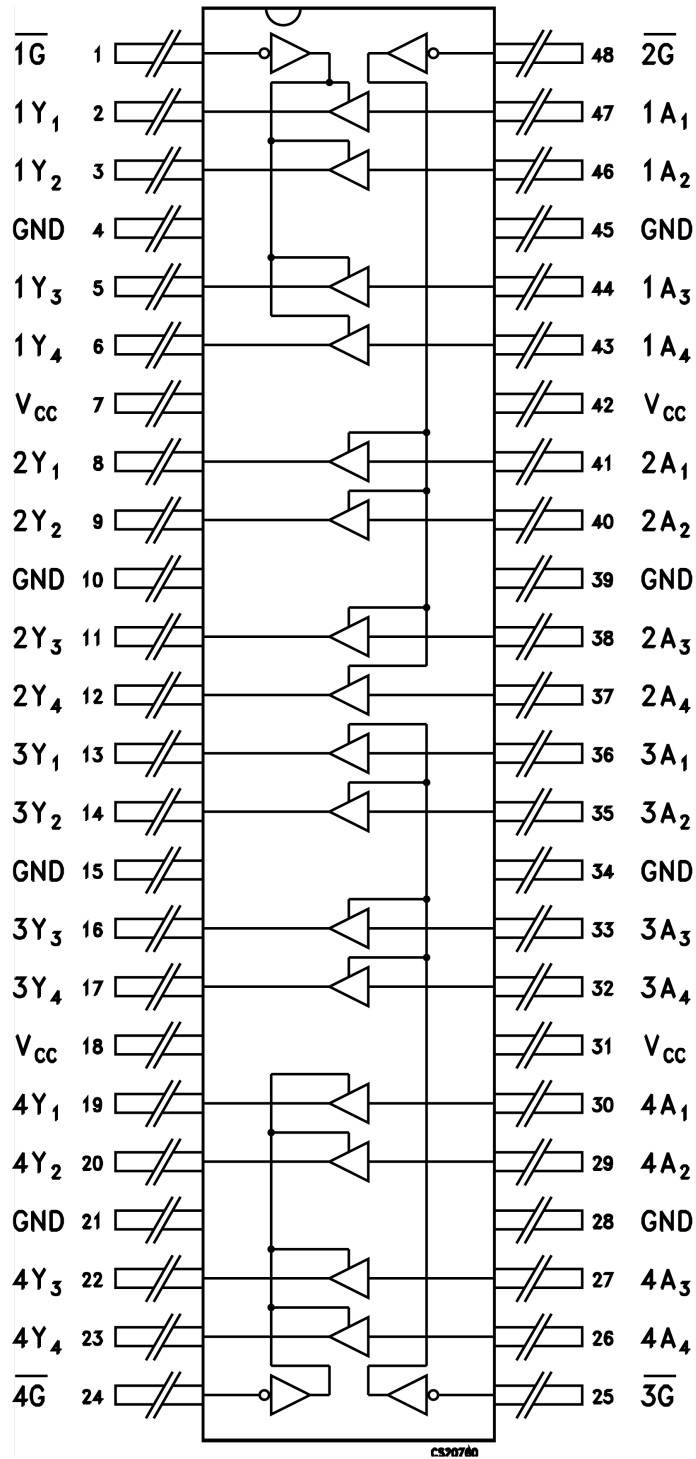 1G 1 48 2G
1Y1 2 47 1A1
1Y2 3 46 1A2
GND 4 45 GND
1Y3 5 44 1A3
1Y4 6 43 1A4
VCC 7 42 VCC
2Y1 8 41 2A1
2Y2 9 40 2A2
GND 10 39 GND
2Y3 11 38 2A3
2Y4 12 37 2A4
3Y1 13 36 3A1
3Y2 14 35 3A2
GND 15 34 GND
3Y3 16 33 3A3
3Y4 17 32 3A4
VCC 18 31 VCC
4Y1 19 30 4A1
4Y2 20 29 4A2
GND 21 28 GND
4Y3 22 27 4A3
4Y4 23 26 4A4
4G 24 25 3G